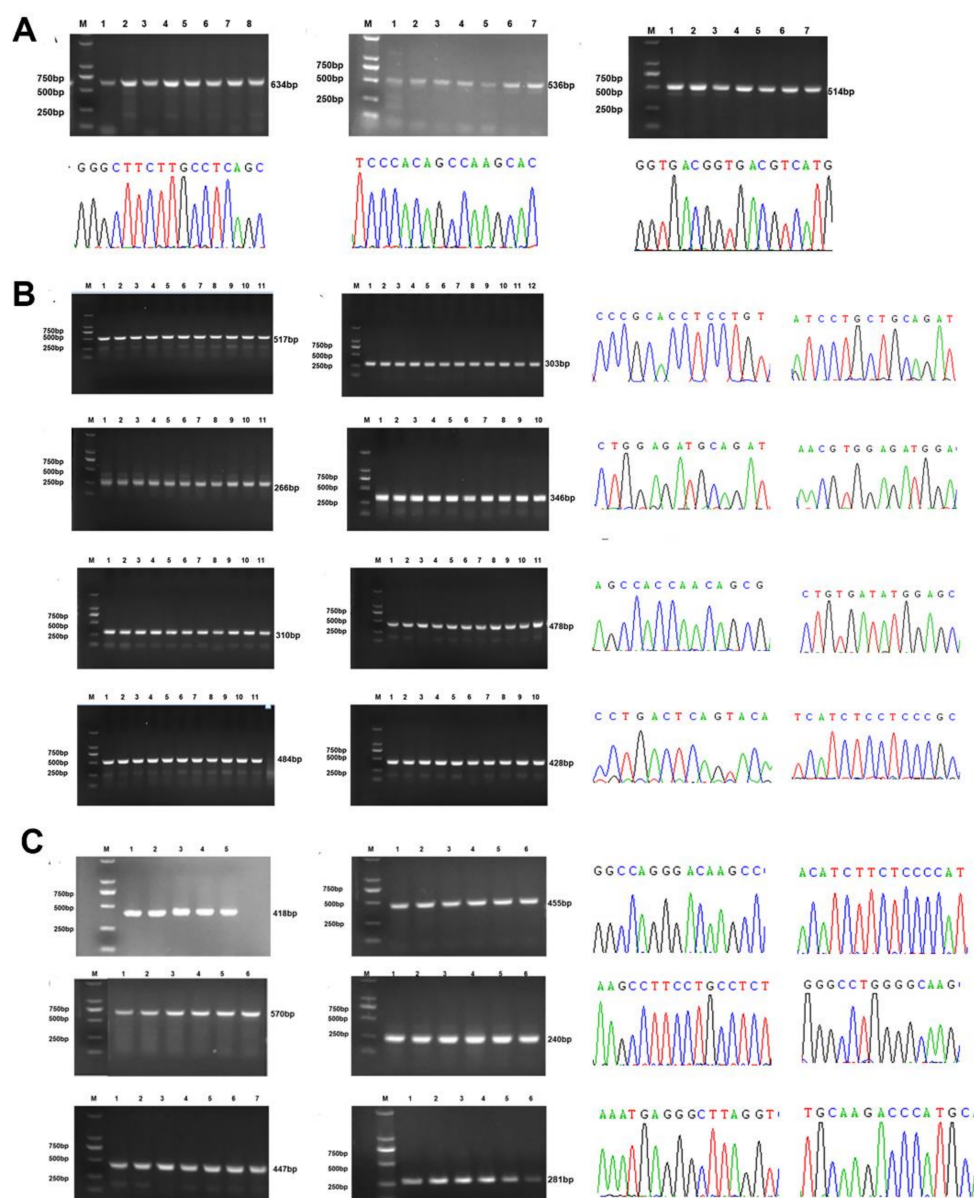 A
M 1 2 3 4 5 6 7 8
750bp
500bp
250bp
634bp
M 1 2 3 4 5 6 7
750bp
500bp
250bp
536bp
M 1 2 3 4 5 6 7
750bp
500bp
250bp
514bp
GGGCTTCTTGCCTCAGC
TCCCACAGCCAAGCAC
GGTGACGGTGACGTCATG
B
M 1 2 3 4 5 6 7 8 9 10 11
750bp
500bp
250bp
517bp
M 1 2 3 4 5 6 7 8 9 10 11 12
750bp
500bp
250bp
303bp
CCCGCACCTCCTGT
ATCCTGCTGCAGAT
M 1 2 3 4 5 6 7 8 9 10 11
750bp
500bp
250bp
266bp
M 1 2 3 4 5 6 7 8 9 10
750bp
500bp
250bp
346bp
CTGGAGATGCAGAT
AACGTGGAGATGGA
M 1 2 3 4 5 6 7 8 9 10 11
750bp
500bp
250bp
310bp
M 1 2 3 4 5 6 7 8 9 10 11
750bp
500bp
250bp
478bp
AGCCACCAACAGCG
CTGTGATATGGAGC
M 1 2 3 4 5 6 7 8 9 10 11
750bp
500bp
250bp
484bp
M 1 2 3 4 5 6 7 8 9 10
750bp
500bp
250bp
428bp
CCTGACTCAGTACA
TCATCTCCTCCCGC
C
M 1 2 3 4 5
750bp
500bp
250bp
418bp
M 1 2 3 4 5 6
750bp
500bp
250bp
455bp
GGCCAGGGACAAGCC
ACATCTTCTCCCCAT
M 1 2 3 4 5 6
750bp
500bp
250bp
570bp
M 1 2 3 4 5 6
750bp
500bp
250bp
240bp
AAGCCTTCCTGCCTCT
GGGCCTGGGGCAAG
M 1 2 3 4 5 6 7
750bp
500bp
250bp
447bp
M 1 2 3 4 5 6
750bp
500bp
250bp
281bp
AAATGAGGGCTTAGGT
TGCAAGACCCATGC